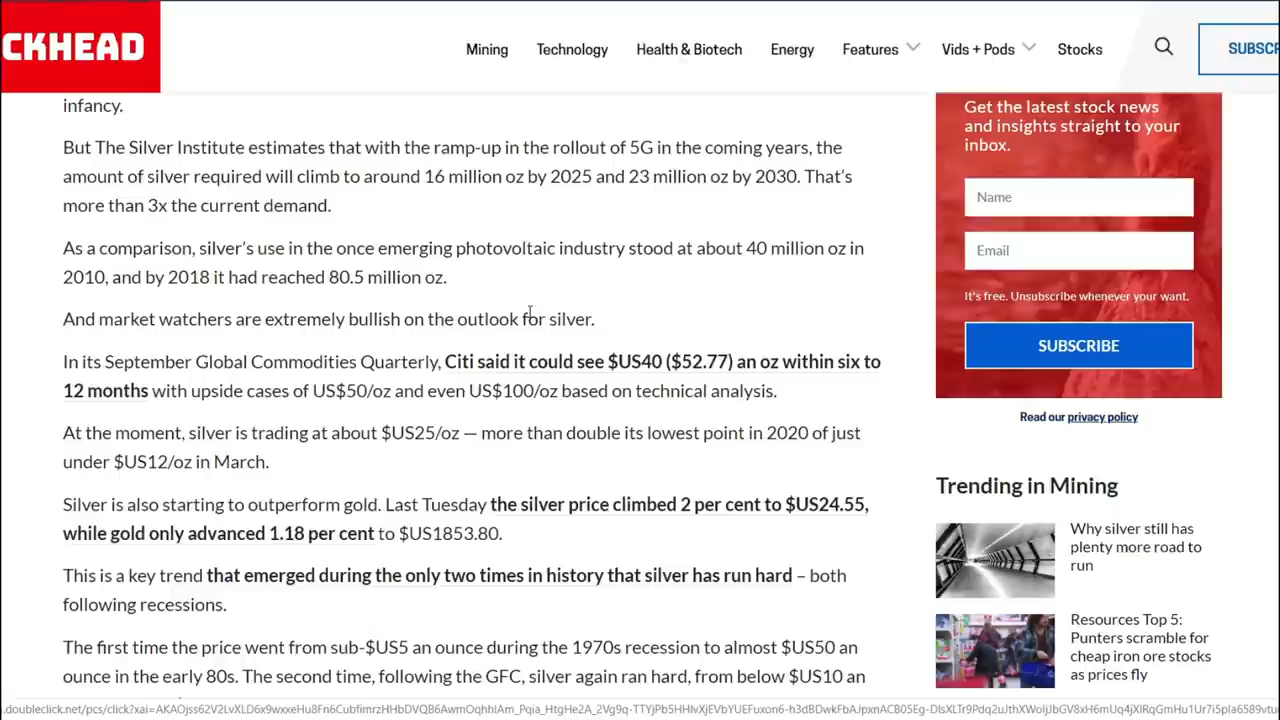 CKHEAD
Mining Technology Health & Biotech Energy Features Vids + Pods Stocks SUBSCR
infancy.
But The Silver Institute estimates that with the ramp-up in the rollout of 5G in the coming years, the
amount of silver required will climb to around 16 million oz by 2025 and 23 million oz by 2030. That's
more than 3x the current demand.
As a comparison, silver's use in the once emerging photovoltaic industry stood at about 40 million oz in
2010, and by 2018 it had reached 80.5 million oz.
And market watchers are extremely bullish on the outlook for silver.
In its September Global Commodities Quarterly, Citi said it could see $US40 ($52.77) an oz within six to
12 months with upside cases of US$50/oz and even US$100/oz based on technical analysis.
At the moment, silver is trading at about $US25/oz — more than double its lowest point in 2020 of just
under $US12/oz in March.
Silver is also starting to outperform gold. Last Tuesday the silver price climbed 2 per cent to $US24.55,
while gold only advanced 1.18 per cent to $US1853.80.
This is a key trend that emerged during the only two times in history that silver has run hard – both
following recessions.
The first time the price went from sub-$US5 an ounce during the 1970s recession to almost $US50 an
ounce in the early 80s. The second time, following the GFC, silver again ran hard, from below $US10 an
Get the latest stock news
and insights straight to your
inbox.
Name
Email
It's free. Unsubscribe whenever your want.
SUBSCRIBE
Read our privacy policy
Trending in Mining
Why silver still has
plenty more road to
run
Resources Top 5:
Punters scramble for
cheap iron ore stocks
as prices fly